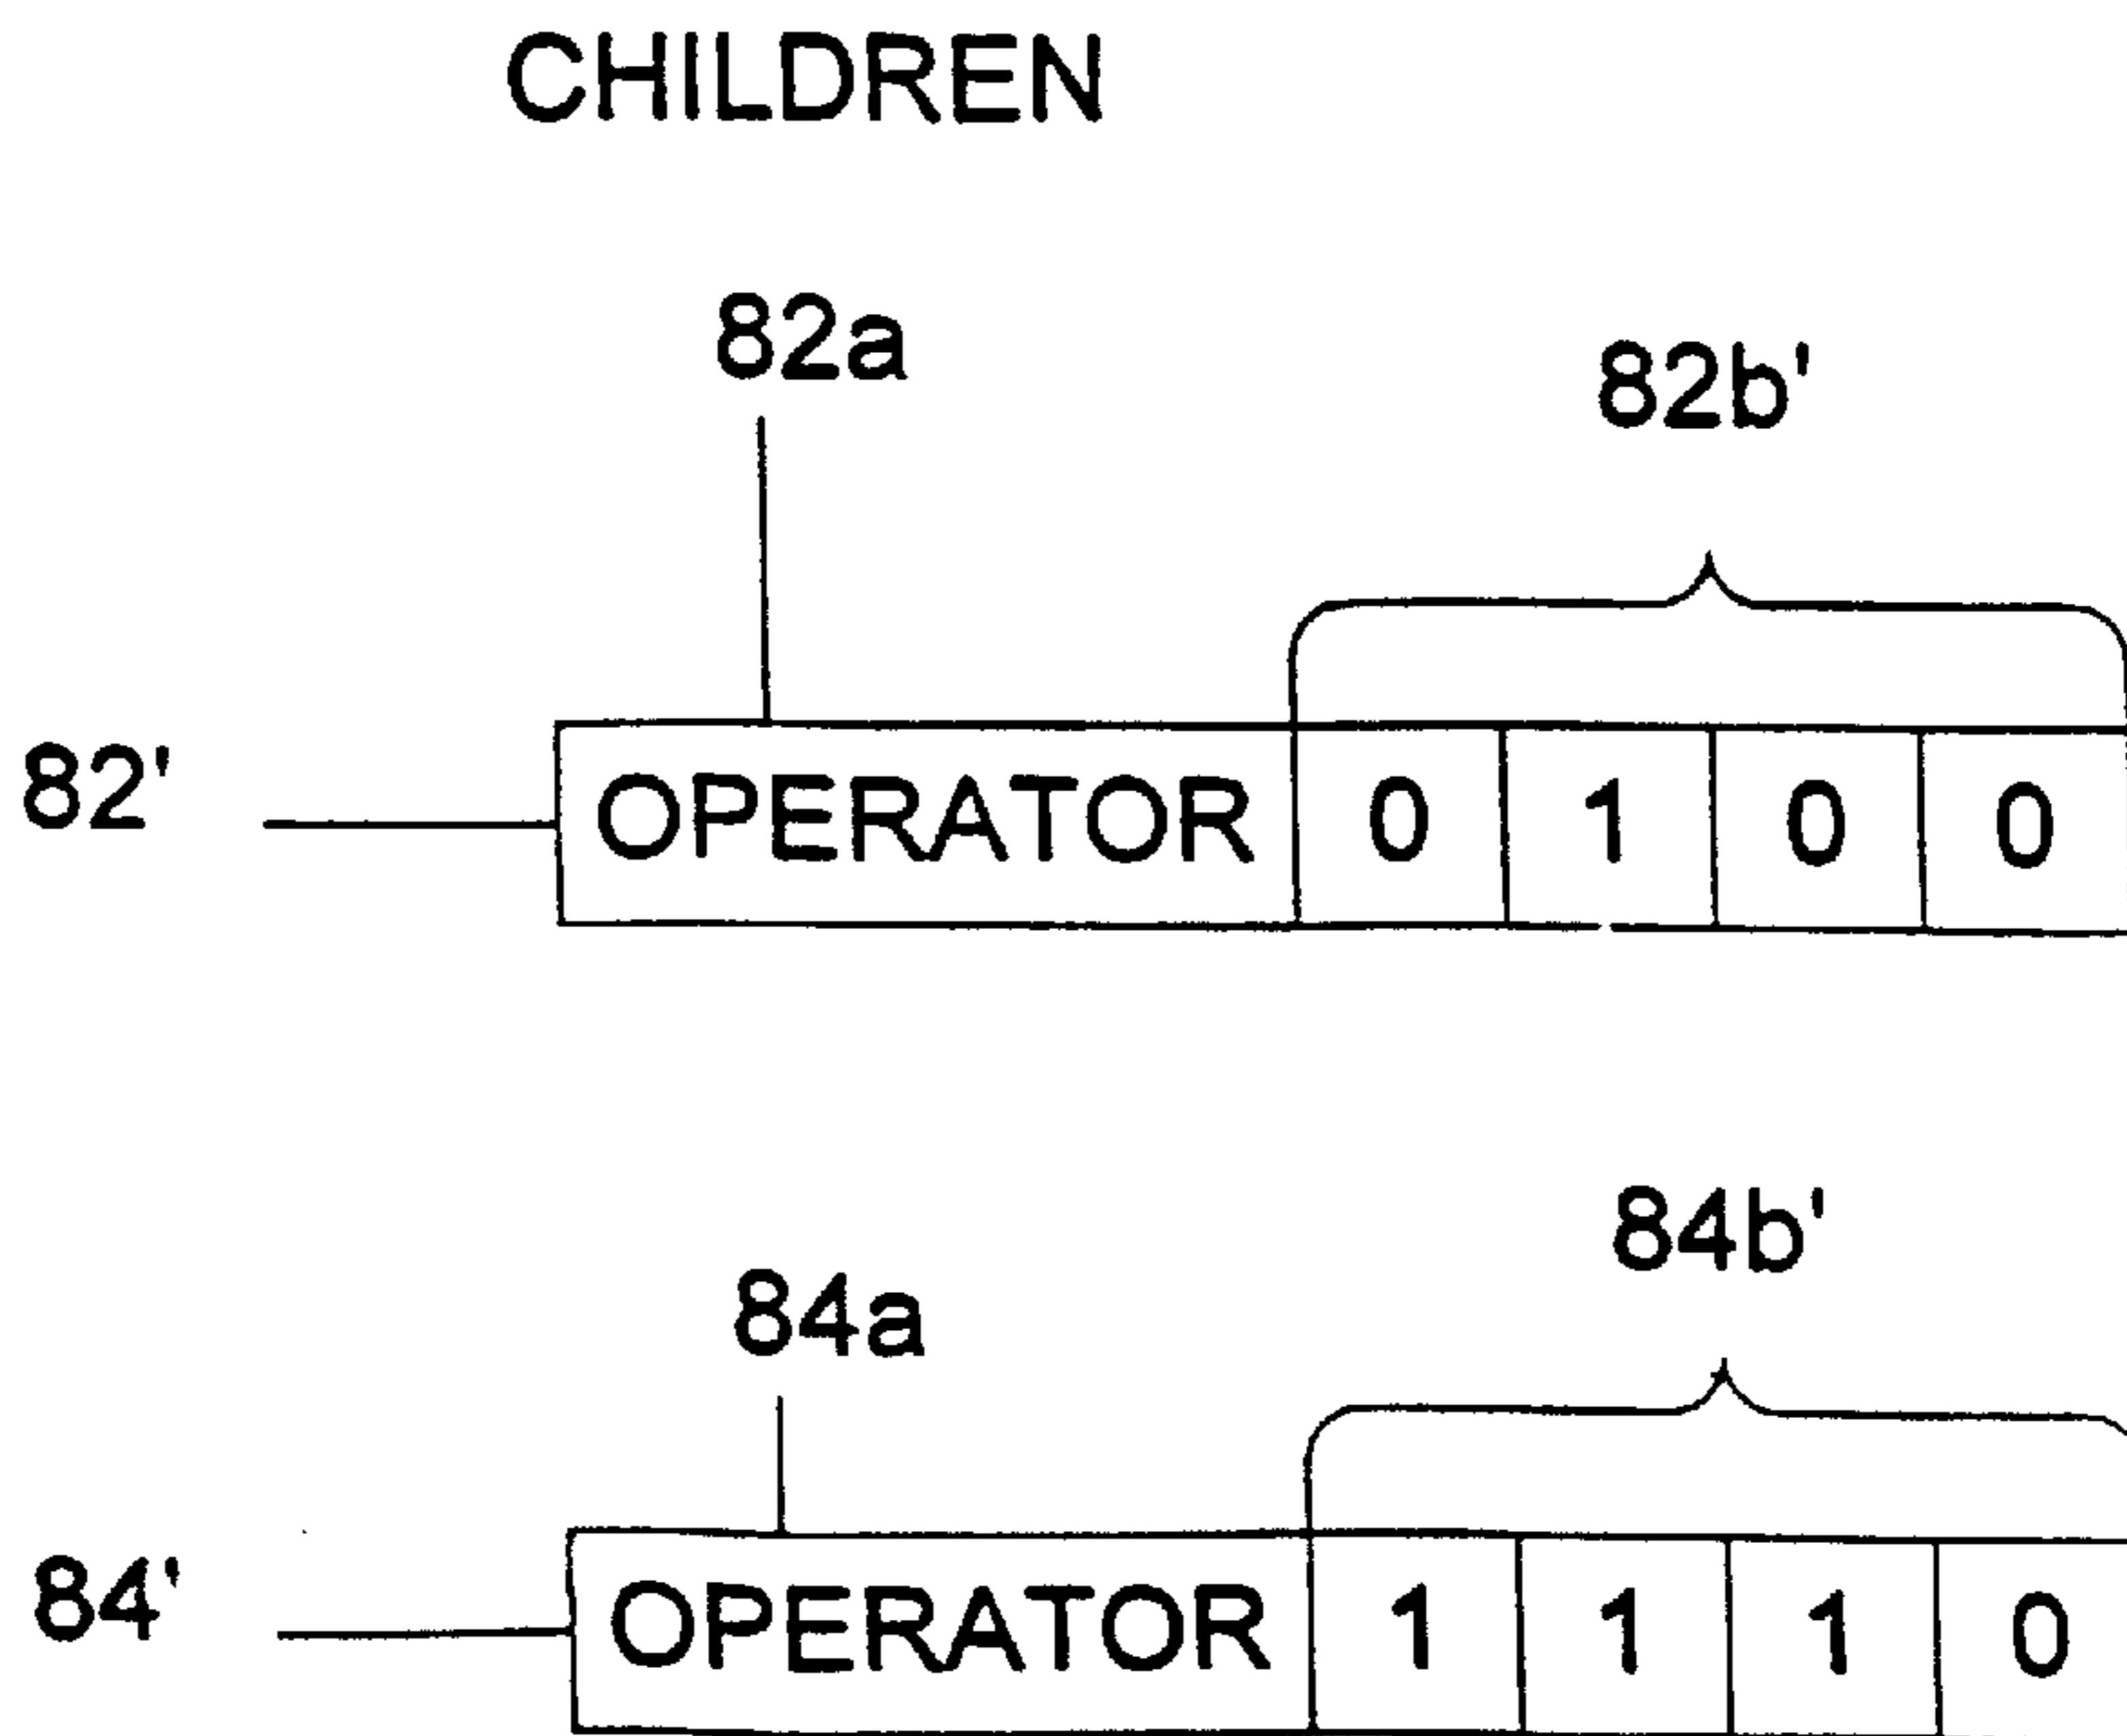 CHILDREN
82a
82b'
82' OPERATOR 0 1 0 0
84b'
84a
84' OPERATOR 1 1 1 0